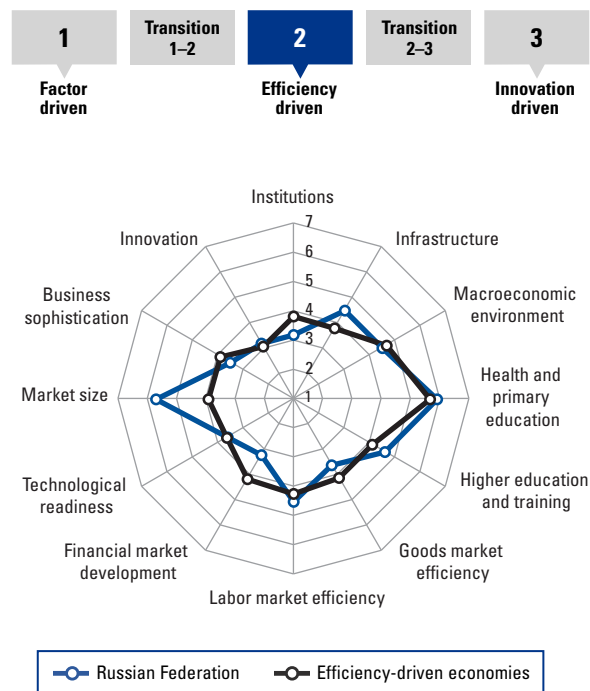 1
Transition
1–2
2
Transition
2–3
3
Factor
driven
Efficiency
driven
Innovation
driven
Institutions
7
Innovation
Infrastructure
6
5
Business
sophistication
Macroeconomic
environment
4
3
2
Market size
1
Health and
primary
education
Technological
readiness
Higher education
and training
Financial market
development
Goods market
efficiency
Labor market efficiency
Russian Federation
Efficiency-driven economies